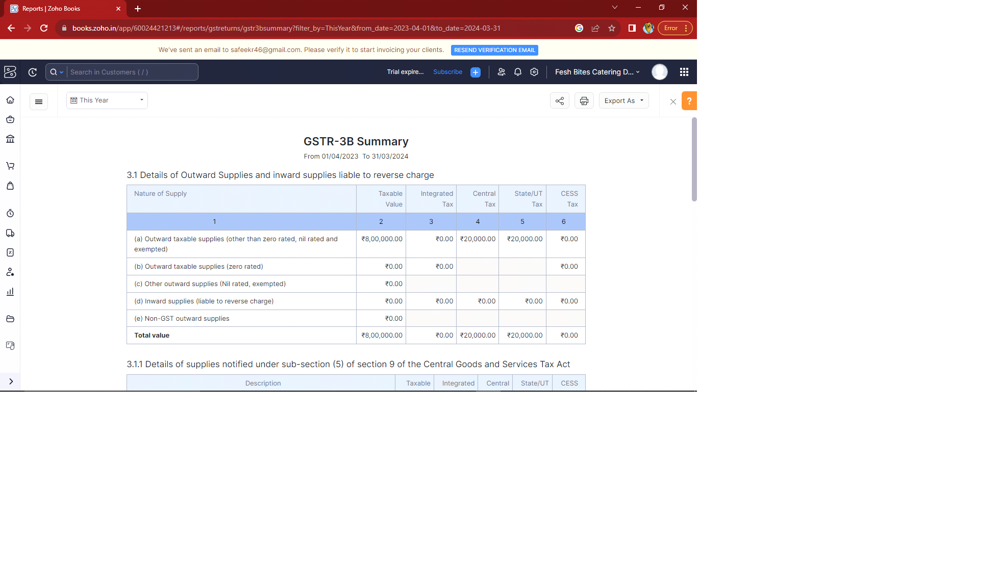 Reports | Zoho Books
books.zoho.in/app/60024421213#/reports/gstreturns/gstr3bsummary?filter_by=ThisYear&from_date=2023-04-01&to_date=2024-03-31
Error
We've sent an email to safeekr46@gmail.com. Please verify it to start invoicing your clients. RESEND VERIFICATION EMAIL
Search in Customers ( / )
Trial expire... Subscribe
Fesh Bites Catering D...
This Year
Export As
?
GSTR-3B Summary
From 01/04/2023 To 31/03/2024
3.1 Details of Outward Supplies and inward supplies liable to reverse charge
Nature of Supply Taxable Value Integrated Tax Central Tax State/UT Tax CESS Tax
1 2 3 4 5 6
(a) Outward taxable supplies (other than zero rated, nil rated and exempted) ₹8,00,000.00 ₹0.00 ₹20,000.00 ₹20,000.00 ₹0.00
(b) Outward taxable supplies (zero rated) ₹0.00 ₹0.00 ₹0.00
(c) Other outward supplies (Nil rated, exempted) ₹0.00
(d) Inward supplies (liable to reverse charge) ₹0.00 ₹0.00 ₹0.00 ₹0.00 ₹0.00
(e) Non-GST outward supplies ₹0.00
Total value ₹8,00,000.00 ₹0.00 ₹20,000.00 ₹20,000.00 ₹0.00
3.1.1 Details of supplies notified under sub-section (5) of section 9 of the Central Goods and Services Tax Act
Description Taxable Integrated Central State/UT CESS